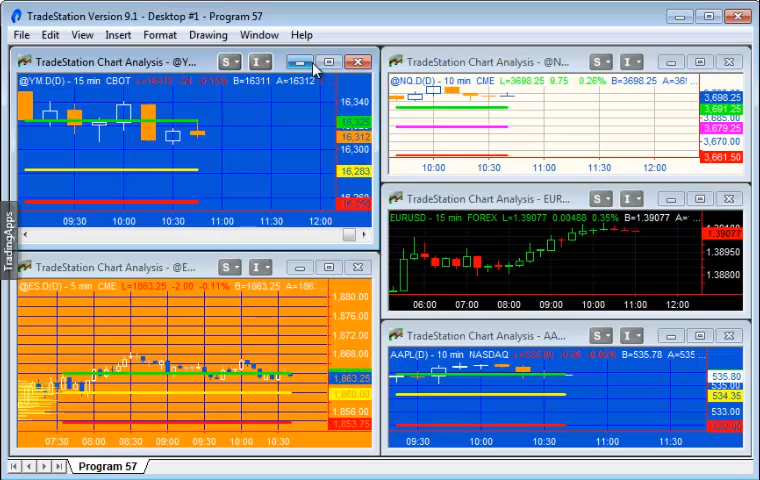 TradeStation Version 9.1 - Desktop #1 - Program 57
File Edit View Insert Format Drawing Window Help
TradeStation Chart Analysis - @Y... S I
@YM.D(D) - 15 min CBOT L=16312 -24 -0.15% B=16311 A=16312
16,340
16,312
16,300
16,283
09:30 10:00 10:30 11:00 11:30 12:00
TradeStation Chart Analysis - @N... S I
@NQ.D(D) - 10 min CME L=3698.25 9.75 0.26% B=3698.25 A=
3,698.25
3,691.25
3,685.00
3,679.25
3,670.00
3,661.50
10:00 10:30 11:00 11:30 12:00
TradeStation Chart Analysis - EUR... S I
EURUSD - 15 min FOREX L=1.39077 0.00488 0.35% B=1.39077 A= ...
1.39077
1.38950
1.38800
06:00 07:00 08:00 09:00 10:00 11:00 12:00
TradingApps
TradeStation Chart Analysis - @E... S I
@ES.D(D) - 5 min CME L=1863.25 -2.00 -0.11% B=1863.25 A=186
1,880.00
1,876.00
1,872.00
1,868.00
1,863.25
1,860.00
1,856.00
1,853.75
07:30 08:00 08:30 09:00 09:30 10:00 10:30
TradeStation Chart Analysis - AA... S I
AAPL(D) - 10 min NASDAQ B=535.78 A=535
535.80
535.00
534.35
533.00
09:30 10:00 10:30 11:00 11:30
Program 57